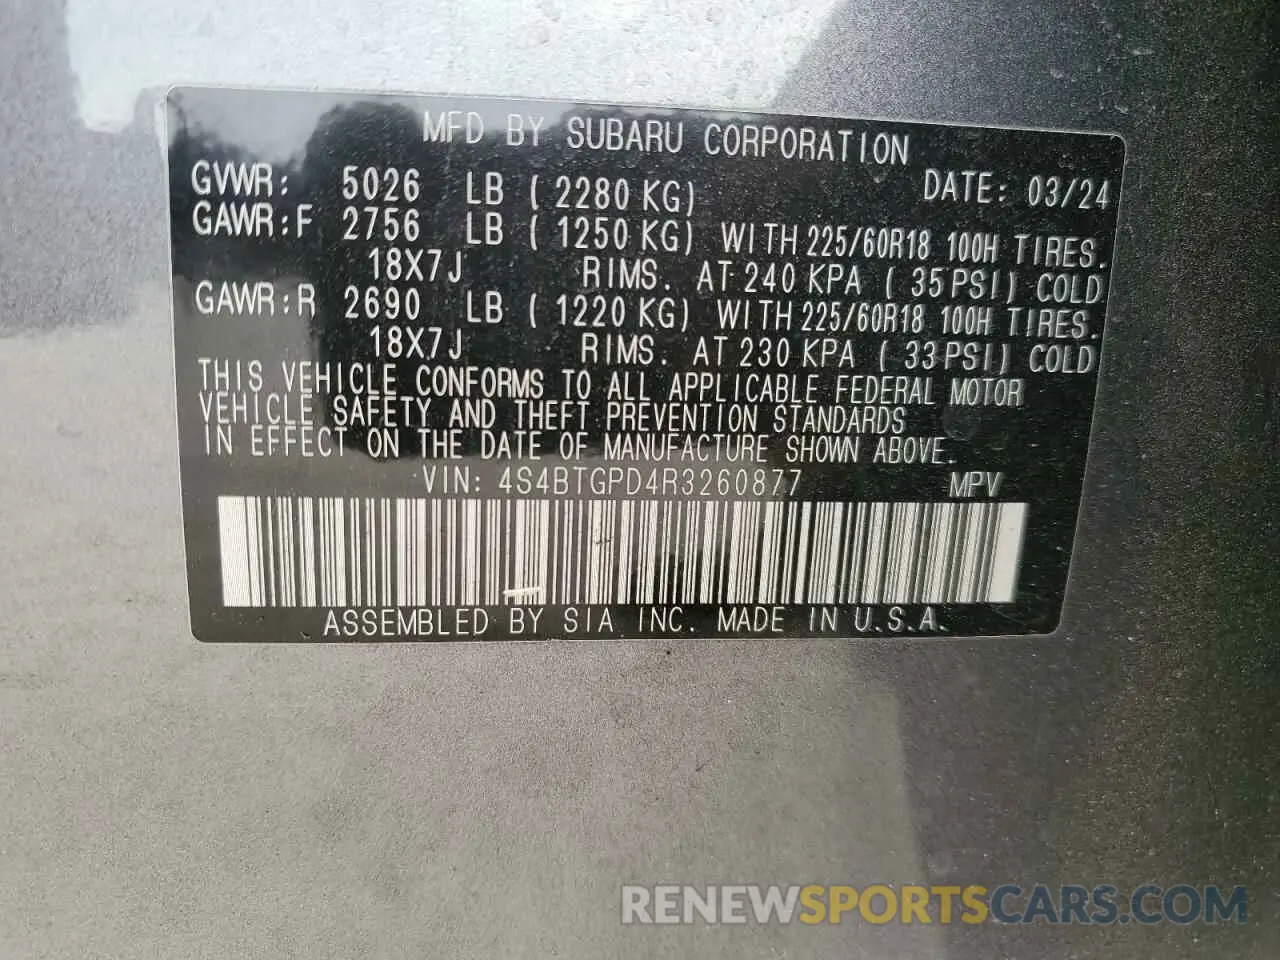 MFD BY SUBARU CORPORATION
GVWR: 5026 LB ( 2280 KG) DATE: 03/24
GAWR:F 2756 LB ( 1250 KG) WITH 225/60R18 100H TIRES.
18X7J RIMS. AT 240 KPA ( 35 PSI) COLD
GAWR:R 2690 LB ( 1220 KG) WITH 225/60R18 100H TIRES.
18X7J RIMS. AT 230 KPA ( 33 PSI) COLD
THIS VEHICLE CONFORMS TO ALL APPLICABLE FEDERAL MOTOR
VEHICLE SAFETY AND THEFT PREVENTION STANDARDS
IN EFFECT ON THE DATE OF MANUFACTURE SHOWN ABOVE.
VIN: 4S4BTGPD4R3260877 MPV
ASSEMBLED BY SIA INC. MADE IN U.S.A.
RENEWSPORTSCARS.COM